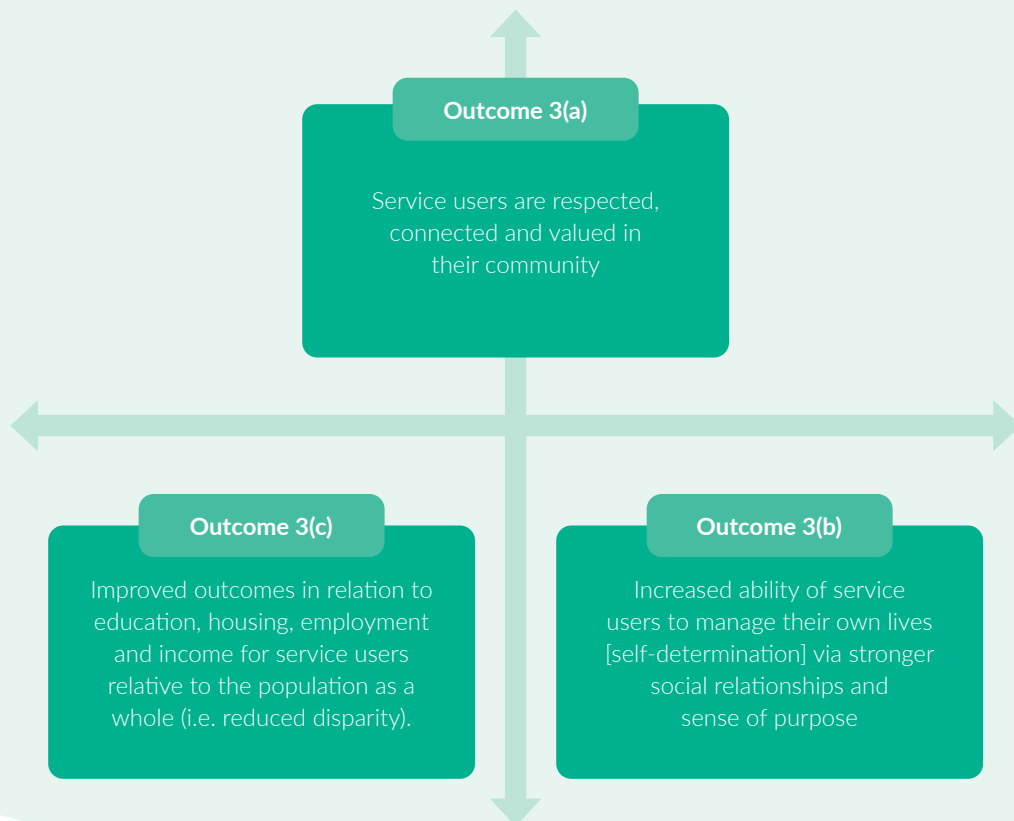 Outcome 3(a)
Service users are respected,
connected and valued in
their community
Outcome 3(c)
Improved outcomes in relation to
education, housing, employment
and income for service users
relative to the population as a
whole (i.e. reduced disparity).
Outcome 3(b)
Increased ability of service
users to manage their own lives
[self-determination] via stronger
social relationships and
sense of purpose